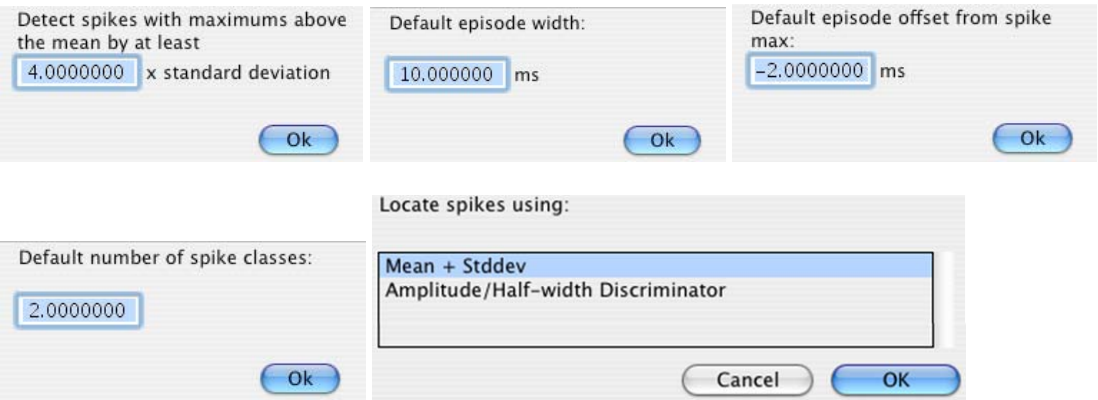 Detect spikes with maximums above
the mean by at least
4.0000000 x standard deviation
Ok
Default episode width:
10.000000 ms
Ok
Default episode offset from spike
max:
-2.0000000 ms
Ok
Default number of spike classes:
2.0000000
Ok
Locate spikes using:
Mean + Stddev
Amplitude/Half-width Discriminator
Cancel OK